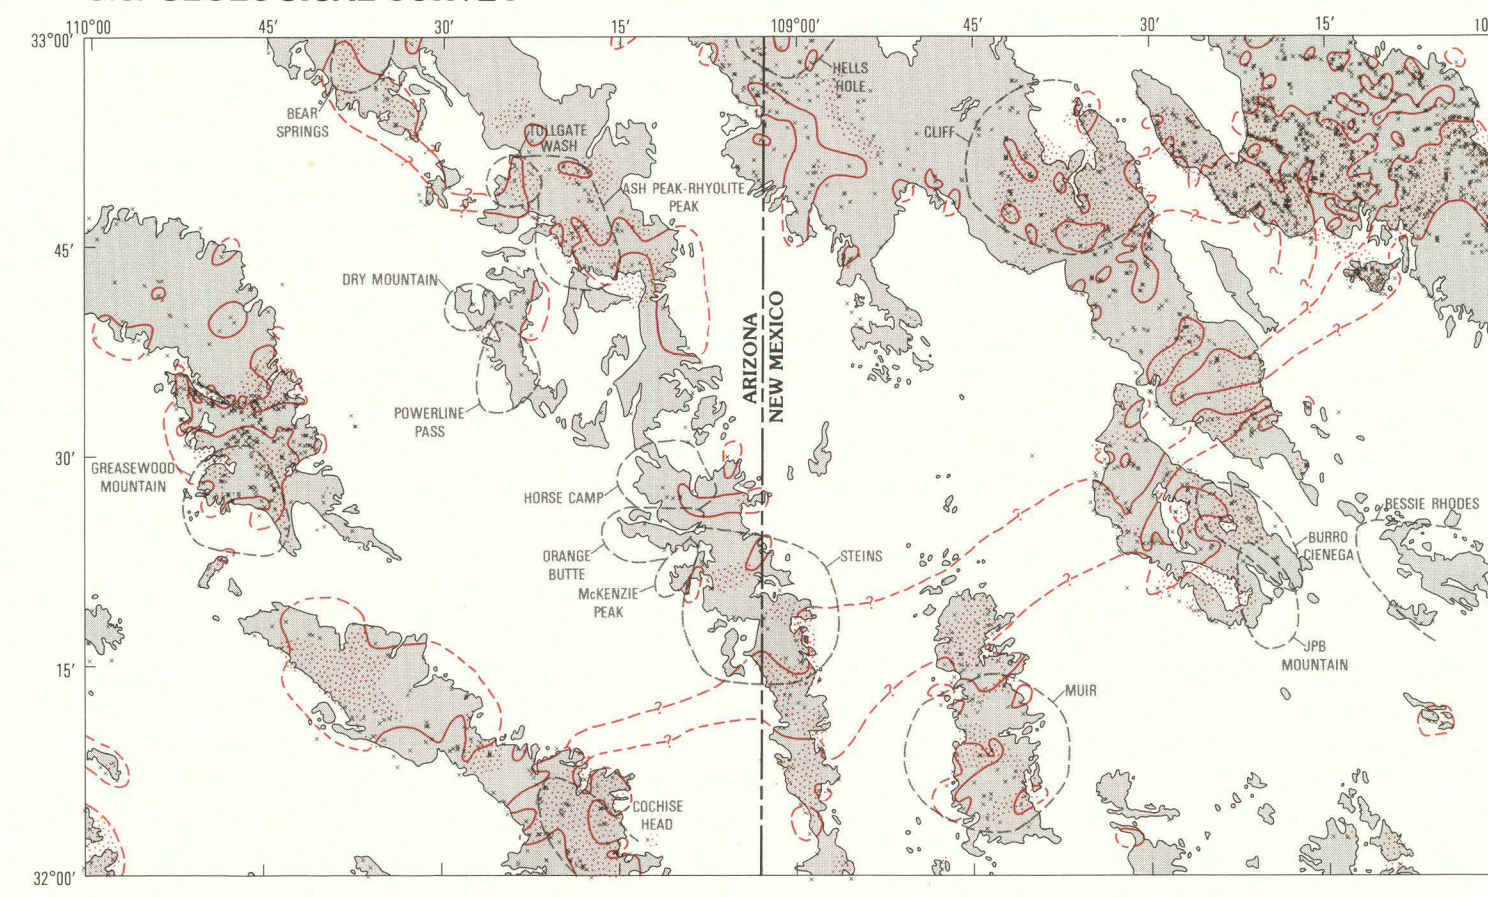 110°00'
45'
30'
15'
109°00'
45'
30'
15'
33°00'
HELLS
HOLE
BEAR
SPRINGS
TOLLGATE
WASH
CLIFF
ASH PEAK-RHYOLITE
PEAK
45'
DRY MOUNTAIN
ARIZONA
NEW MEXICO
POWERLINE
PASS
30'
GREASEWOOD
MOUNTAIN
HORSE CAMP
BESSIE RHODES
ORANGE
BUTTE
STEINS
BURRO
CIENEGA
McKENZIE
PEAK
JPB
MOUNTAIN
15'
MUIR
COCHISE
HEAD
32°00'